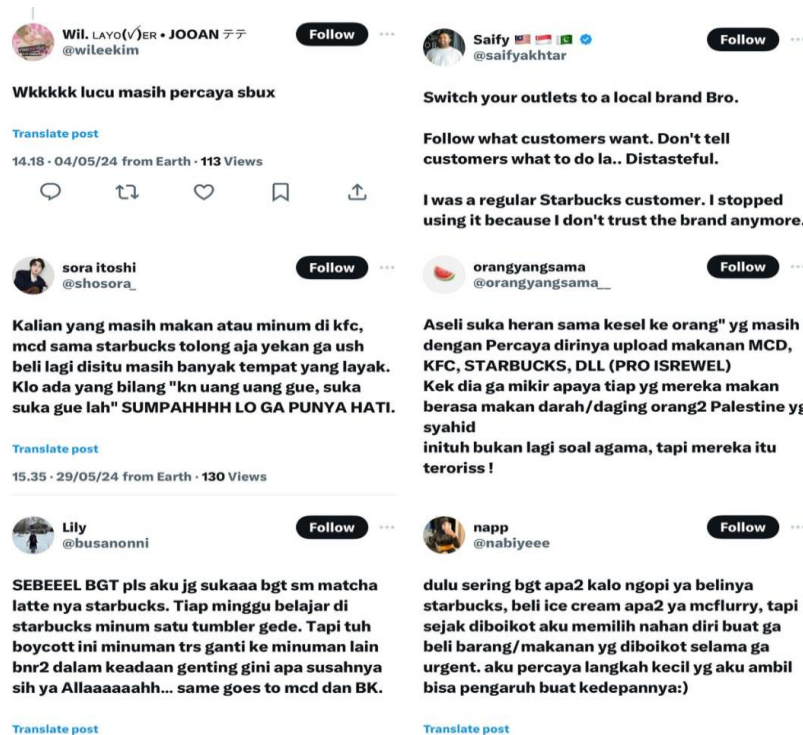 Wil. LAYO(V)ER • JOOAN テテ
@wileekim
Follow
Wkkkkk lucu masih percaya sbux
Translate post
14.18 · 04/05/24 from Earth · 113 Views
Saify
@saifyakhtar
Follow
Switch your outlets to a local brand Bro.
Follow what customers want. Don't tell
customers what to do la.. Distasteful.
I was a regular Starbucks customer. I stopped
using it because I don't trust the brand anymore.
sora itoshi
@shosora_
Follow
Kalian yang masih makan atau minum di kfc,
mcd sama starbucks tolong aja yekan ga ush
beli lagi disitu masih banyak tempat yang layak.
Klo ada yang bilang "kn uang uang gue, suka
suka gue lah" SUMPAHHHH LO GA PUNYA HATI.
Translate post
15.35 · 29/05/24 from Earth · 130 Views
orangyangsama
@orangyangsama__
Follow
Aseli suka heran sama kesel ke orang" yg masih
dengan Percaya dirinya upload makanan MCD,
KFC, STARBUCKS, DLL (PRO ISREWEL)
Kek dia ga mikir apaya tiap yg mereka makan
berasa makan darah/daging orang2 Palestine yg
syahid
inituh bukan lagi soal agama, tapi mereka itu
teroriss !
Lily
@busanonni
Follow
SEBEEEL BGT pls aku jg sukaaa bgt sm matcha
latte nya starbucks. Tiap minggu belajar di
starbucks minum satu tumbler gede. Tapi tuh
boycott ini minuman trs ganti ke minuman lain
bnr2 dalam keadaan genting gini apa susahnya
sih ya Allaaaaaahh... same goes to mcd dan BK.
Translate post
napp
@nabiyeee
Follow
dulu sering bgt apa2 kalo ngopi ya belinya
starbucks, beli ice cream apa2 ya mcflurry, tapi
sejak diboikot aku memilih nahan diri buat ga
beli barang/makanan yg diboikot selama ga
urgent. aku percaya langkah kecil yg aku ambil
bisa pengaruh buat kedepannya:)
Translate post